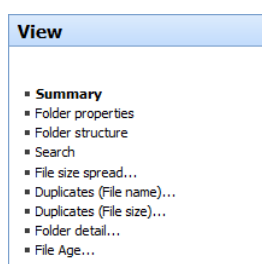 View
Summary
Folder properties
Folder structure
Search
File size spread...
Duplicates (File name)...
Duplicates (File size)...
Folder detail...
File Age...